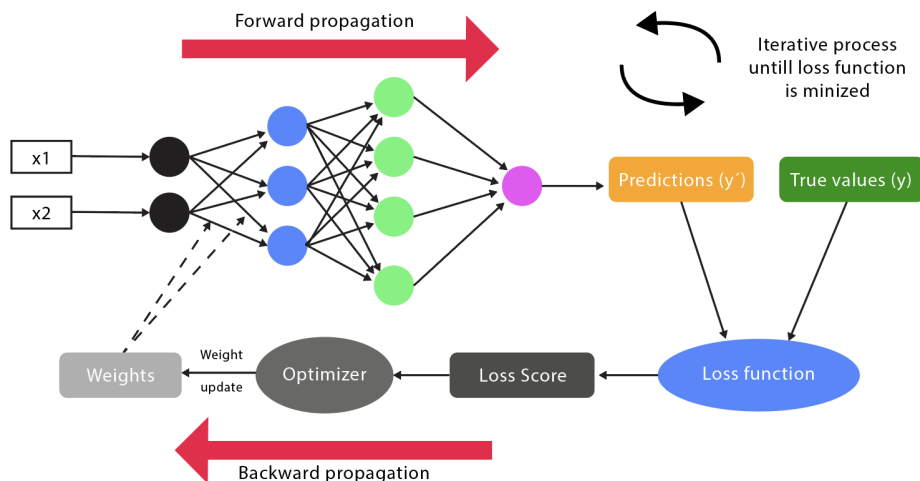 Forward propagation
Iterative process
untill loss function
is minized
x1
x2
Predictions (y´)
True values (y)
Weights
Weight
update
Optimizer
Loss Score
Loss function
Backward propagation